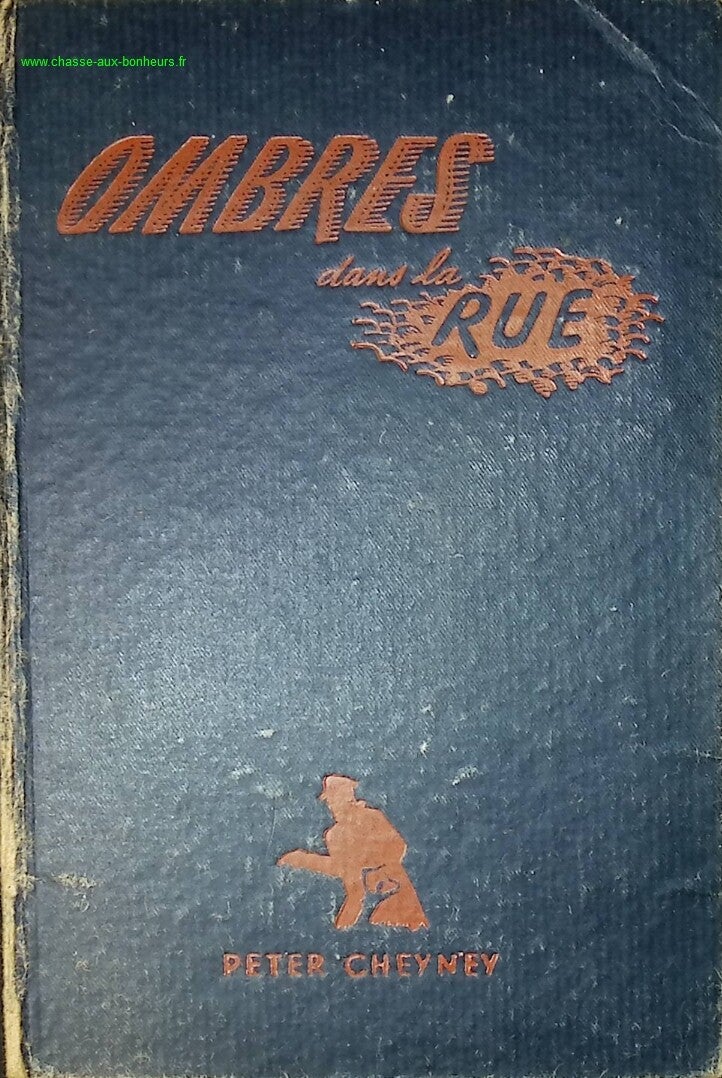 www.chasse-aux-bonheurs.fr
OMBRES
dans la
RUE
PETER CHEYNEY